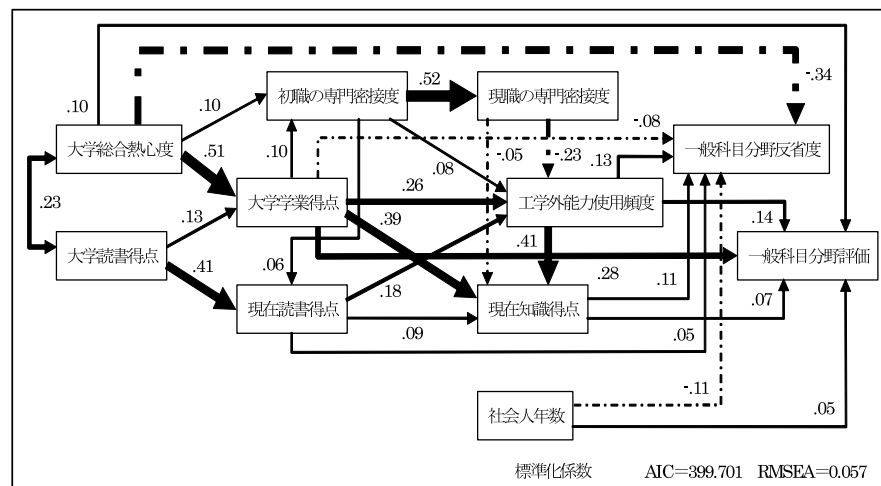 -.34
.52
初職の専門密接度
現職の専門密接度
.10
.10
-.08
大学総合熱心度
一般科目分野反省度
.51
.10
.08
-.05
-.23
.13
.23
大学学業得点
.26
工学外能力使用頻度
.13
.39
.14
大学読書得点
.41
一般科目分野評価
.41
.06
.18
.28
.11
.07
現在読書得点
現在知識得点
.09
.05
-.11
社会人年数
.05
標準化係数 AIC=399.701 RMSEA=0.057